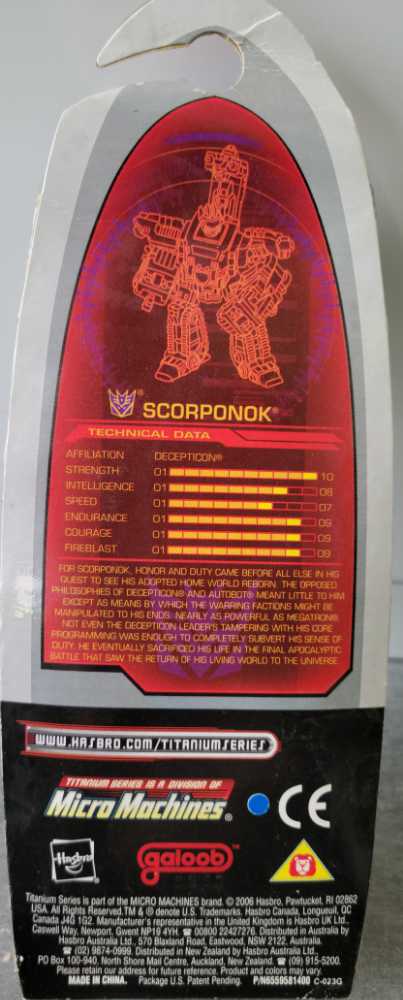 SCORPONOK®
TECHNICAL DATA
AFFILIATION DECEPTICON®
STRENGTH 01 10
INTELLIGENCE 01 08
SPEED 01 07
ENDURANCE 01 09
COURAGE 01 09
FIREBLAST 01 09
FOR SCORPONOK, HONOR AND DUTY CAME BEFORE ALL ELSE IN HIS
QUEST TO SEE HIS ADOPTED HOME WORLD REBORN. THE OPPOSED
PHILOSOPHIES OF DECEPTICON® AND AUTOBOT® MEANT LITTLE TO HIM
EXCEPT AS MEANS BY WHICH THE WARRING FACTIONS MIGHT BE
MANIPULATED TO HIS ENDS. NEARLY AS POWERFUL AS MEGATRON®,
NOT EVEN THE DECEPTICON LEADER'S TAMPERING WITH HIS CORE
PROGRAMMING WAS ENOUGH TO COMPLETELY SUBVERT HIS SENSE OF
DUTY. HE EVENTUALLY SACRIFICED HIS LIFE IN THE FINAL APOCALYPTIC
BATTLE THAT SAW THE RETURN OF HIS LIVING WORLD TO THE UNIVERSE.
WWW.HASBRO.COM/TITANIUMSERIES
TITANIUM SERIES IS A DIVISION OF
Micro Machines®
CE
Hasbro
galoob™
Titanium Series is part of the MICRO MACHINES brand. © 2006 Hasbro, Pawtucket, RI 02862
USA. All Rights Reserved.TM & ® denote U.S. Trademarks. Hasbro Canada, Longueuil, QC
Canada J4G 1G2. Manufacturer's representative in the United Kingdom is Hasbro UK Ltd.,
Caswell Way, Newport, Gwent NP19 4YH. ☎ 00800 22427276. Distributed in Australia by
Hasbro Australia Ltd., 570 Blaxland Road, Eastwood, NSW 2122, Australia.
☎ (02) 9874-0999. Distributed in New Zealand by Hasbro Australia Ltd.,
PO Box 100-940, North Shore Mail Centre, Auckland, New Zealand. ☎ (09) 915-5200.
Please retain our address for future reference. Product and colors may vary.
MADE IN CHINA. Package U.S. Patent Pending. P/N6559581400 C-023G